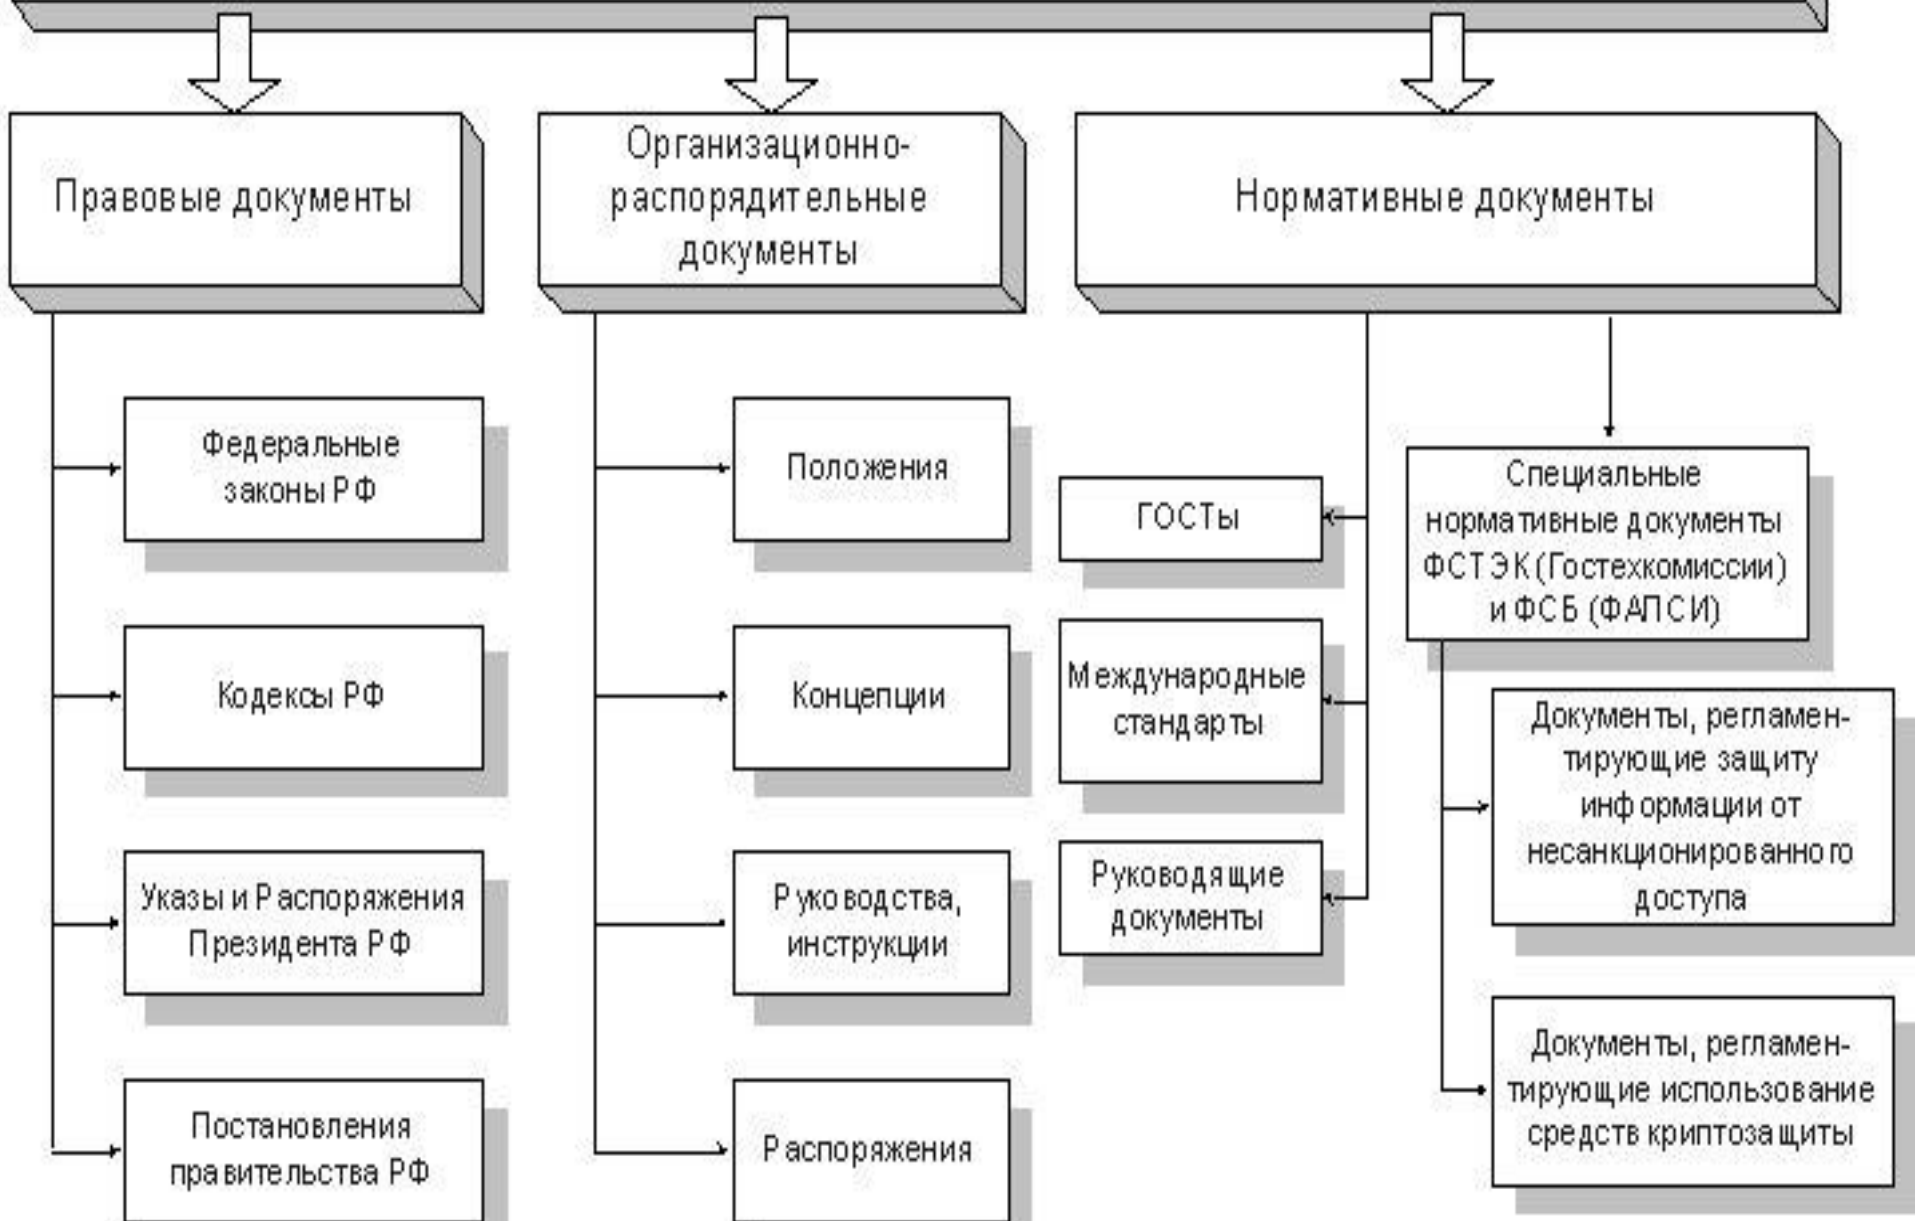 Правовые документы
Организационно-
распорядительные
документы
Нормативные документы
Федеральные
законы РФ
Кодексы РФ
Указы и Распоряжения
Президента РФ
Постановления
правительства РФ
Положения
Концепции
Руководства,
инструкции
Распоряжения
ГОСТы
Международные
стандарты
Руководящие
документы
Специальные
нормативные документы
ФСТЭК (Гостехкомиссии)
и ФСБ (ФАПСИ)
Документы, регламен-
тирующие защиту
информации от
несанкционированного
доступа
Документы, регламен-
тирующие использование
средств криптозащиты